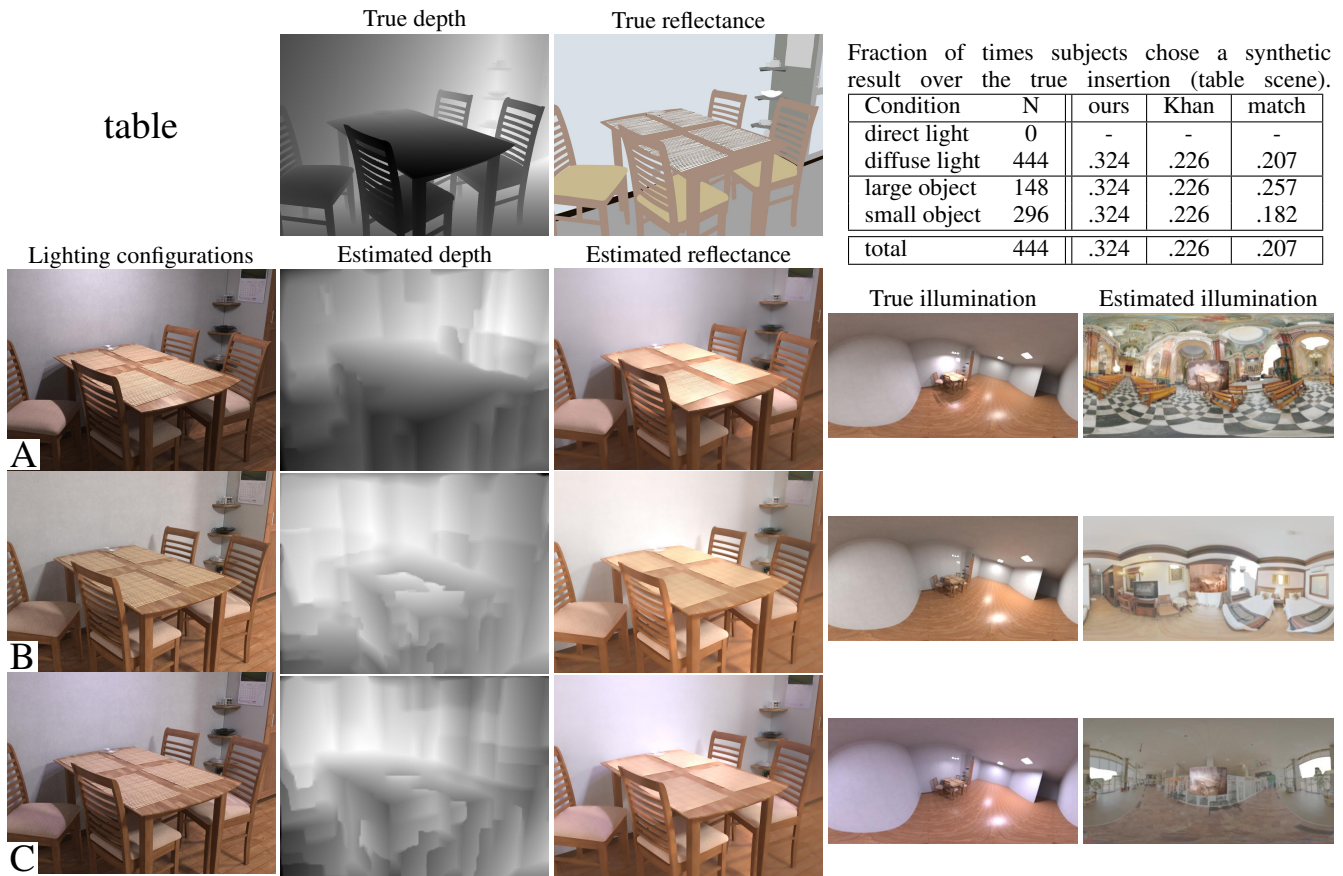 True depth
True reflectance
table
Fraction of times subjects chose a synthetic
result over the true insertion (table scene).
Condition N ours Khan match
direct light 0 - - -
diffuse light 444 .324 .226 .207
large object 148 .324 .226 .257
small object 296 .324 .226 .182
total 444 .324 .226 .207
Lighting configurations
Estimated depth
Estimated reflectance
True illumination
Estimated illumination
A
B
C